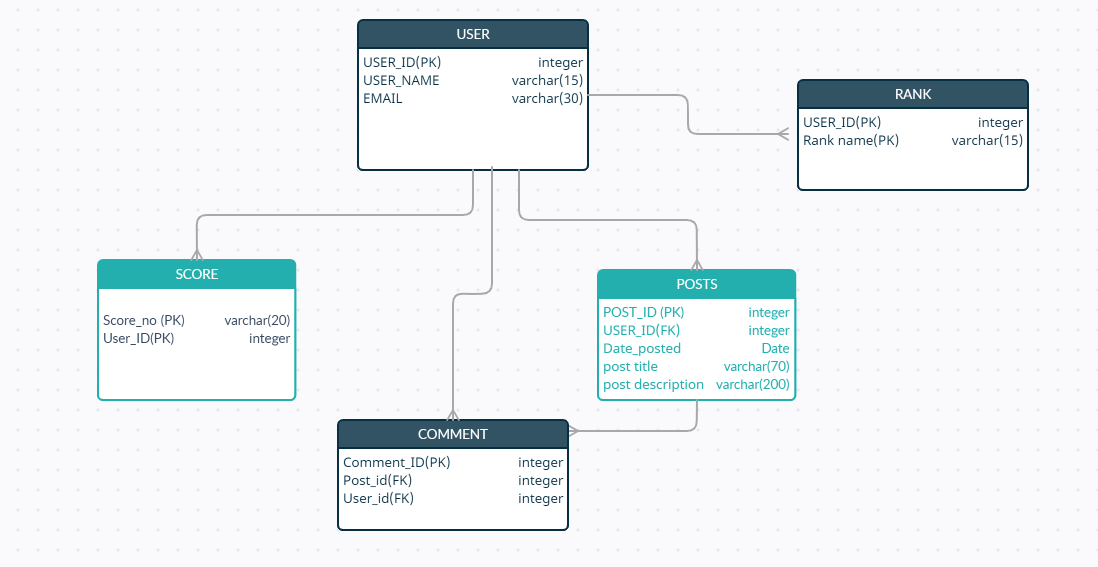 USER
USER_ID(PK) integer
USER_NAME varchar(15)
EMAIL varchar(30)
RANK
USER_ID(PK) integer
Rank name(PK) varchar(15)
SCORE
Score_no (PK) varchar(20)
User_ID(PK) integer
POSTS
POST_ID (PK) integer
USER_ID(FK) integer
Date_posted Date
post title varchar(70)
post description varchar(200)
COMMENT
Comment_ID(PK) integer
Post_id(FK) integer
User_id(FK) integer